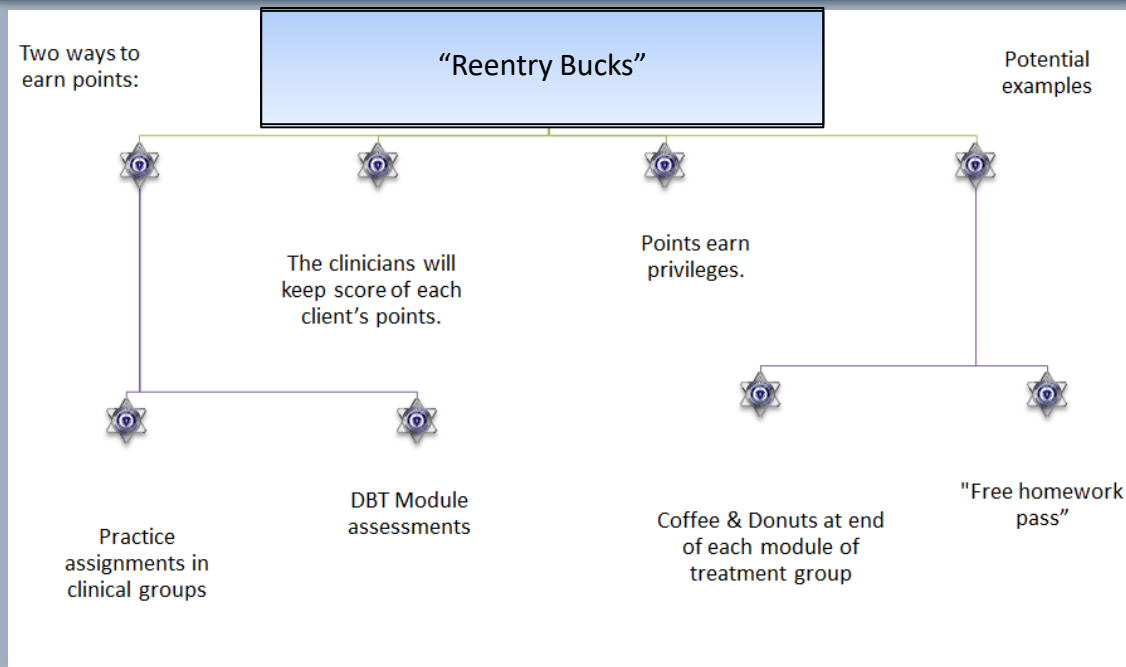 “Reentry Bucks”
Two ways to
earn points:
Potential
examples
The clinicians will
keep score of each
client’s points.
Points earn
privileges.
Practice
assignments in
clinical groups
DBT Module
assessments
Coffee & Donuts at end
of each module of
treatment group
"Free homework
pass”